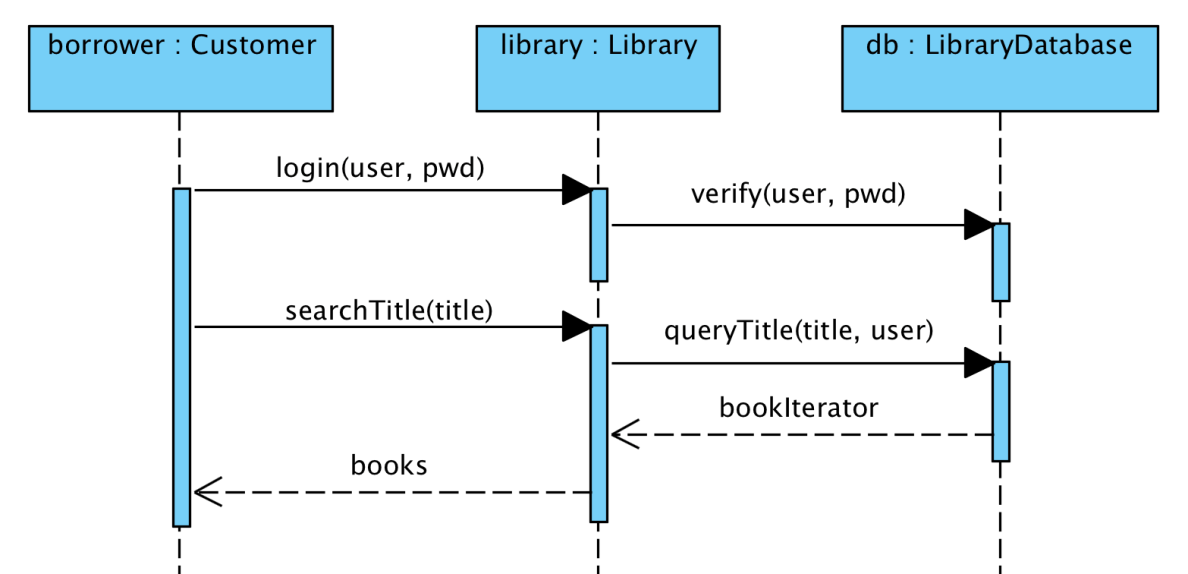 borrower : Customer
library : Library
db : LibraryDatabase
login(user, pwd)
verify(user, pwd)
searchTitle(title)
queryTitle(title, user)
bookIterator
books